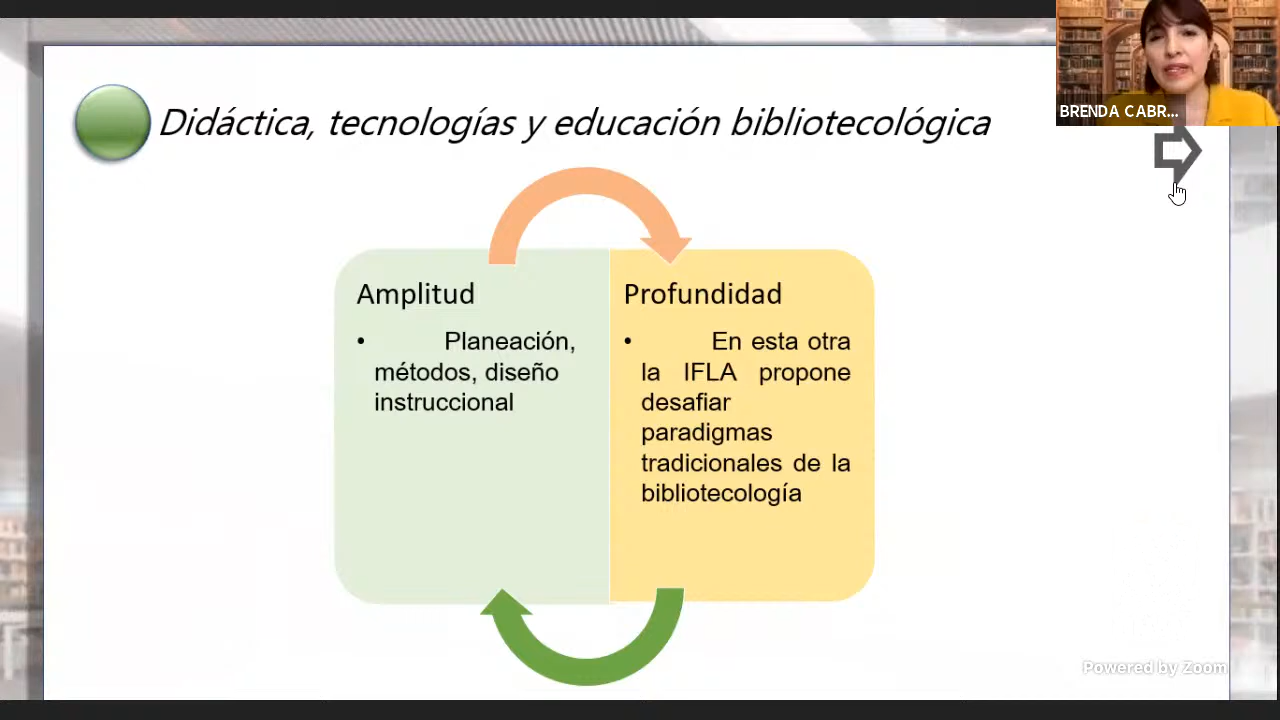 Didáctica, tecnologías y educación bibliotecológica
BRENDA CABR...
Amplitud
• Planeación,
métodos, diseño
instruccional
Profundidad
• En esta otra
la IFLA propone
desafiar
paradigmas
tradicionales de la
bibliotecología
Powered by Zoom